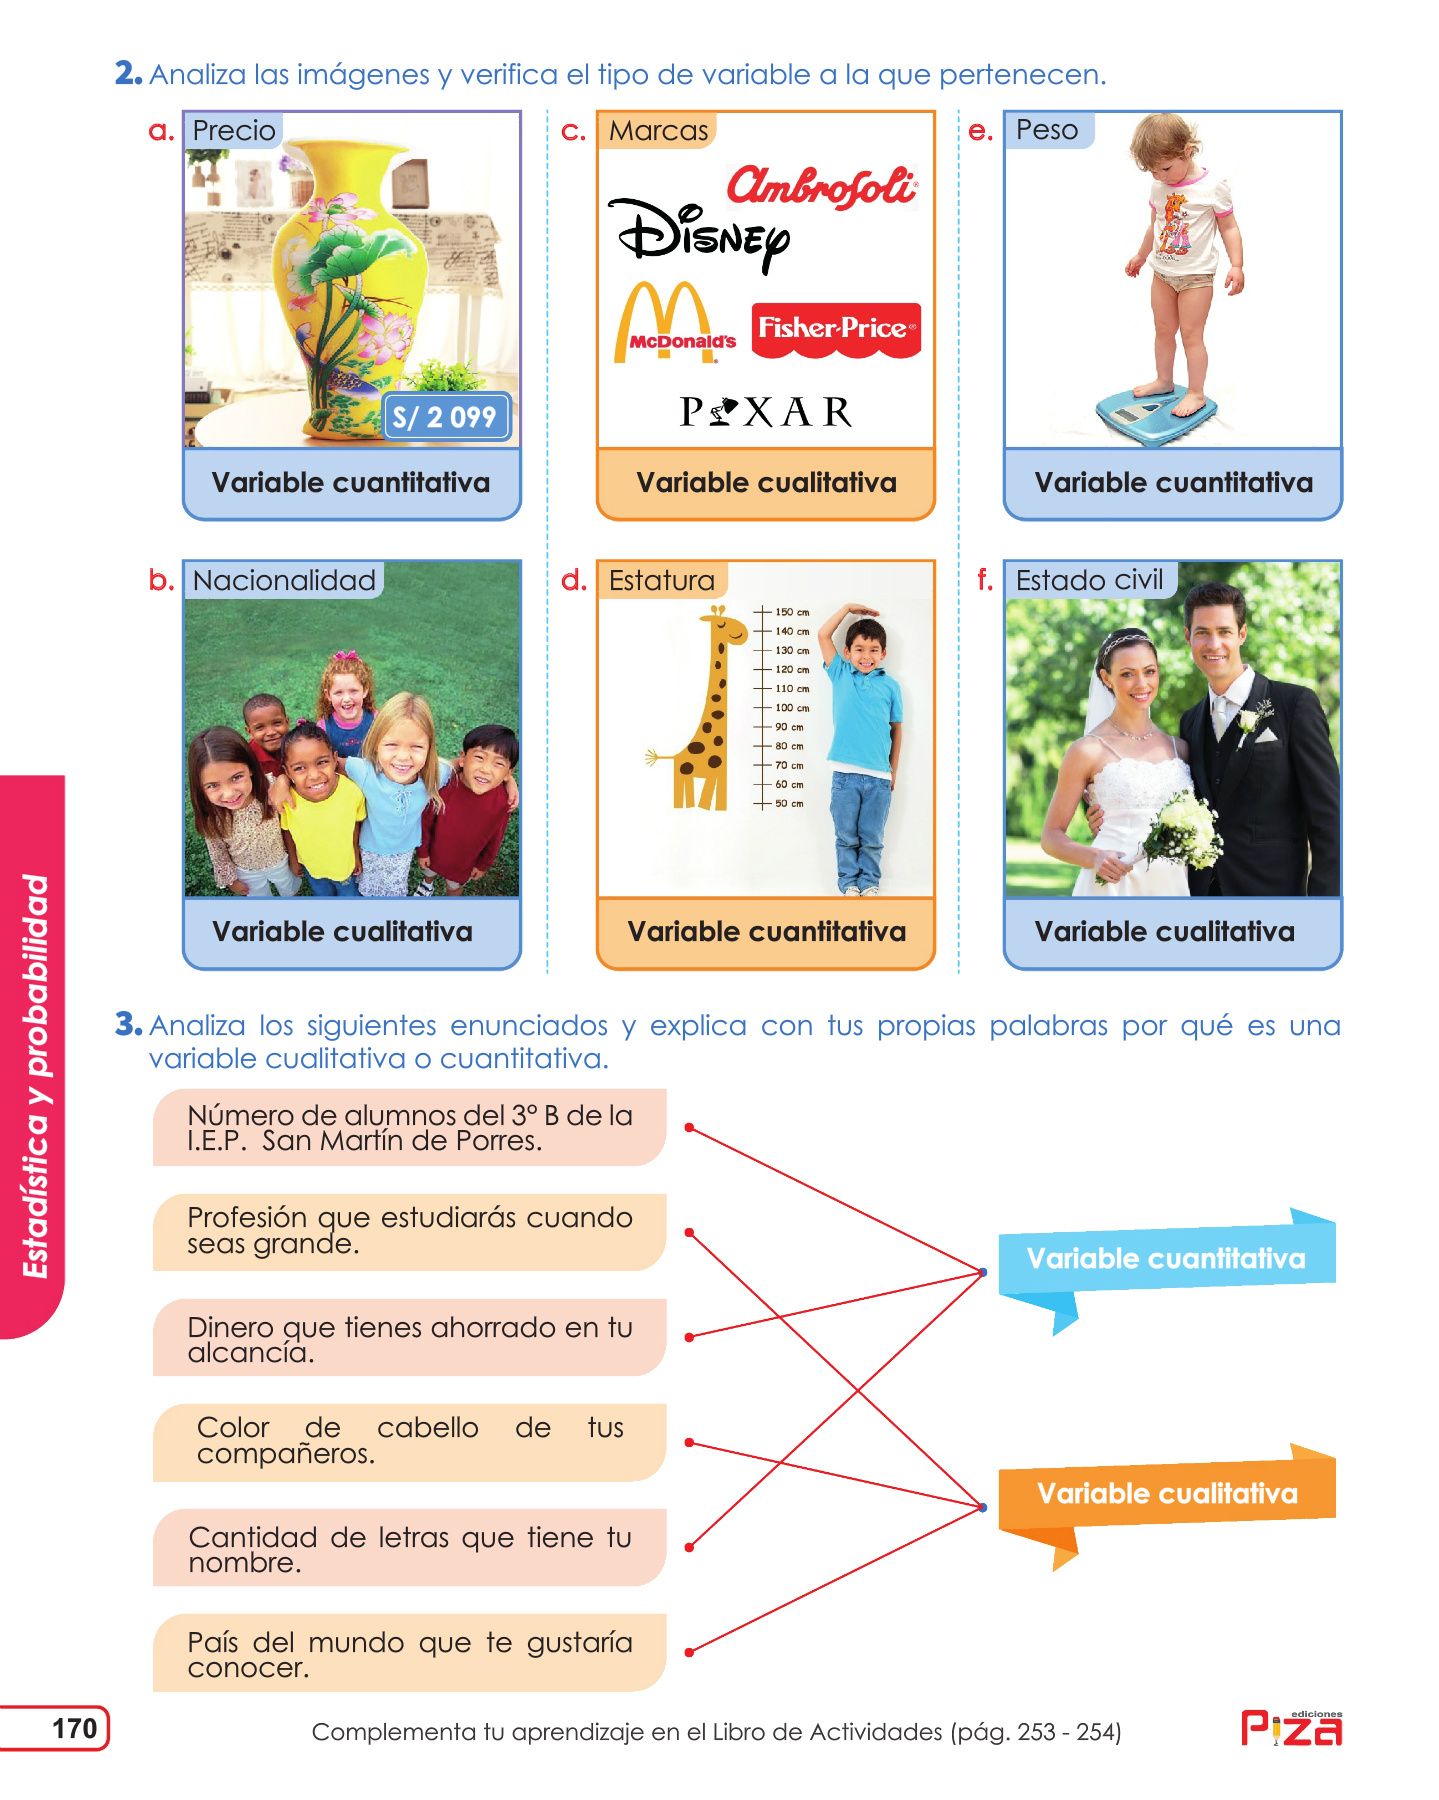 2. Analiza las imágenes y verifica el tipo de variable a la que pertenecen.
a. Precio
S/ 2 099
Variable cuantitativa
c. Marcas
Ambrosoli
Disney
McDonald's
Fisher-Price
PIXAR
Variable cualitativa
e. Peso
Variable cuantitativa
b. Nacionalidad
Variable cualitativa
d. Estatura
150 cm
140 cm
130 cm
120 cm
110 cm
100 cm
90 cm
80 cm
70 cm
60 cm
50 cm
Variable cuantitativa
f. Estado civil
Variable cualitativa
Estadística y probabilidad
3. Analiza los siguientes enunciados y explica con tus propias palabras por qué es una
variable cualitativa o cuantitativa.
Número de alumnos del 3° B de la
I.E.P. San Martín de Porres.
Profesión que estudiarás cuando
seas grande.
Dinero que tienes ahorrado en tu
alcancía.
Color de cabello de tus
compañeros.
Cantidad de letras que tiene tu
nombre.
País del mundo que te gustaría
conocer.
Variable cuantitativa
Variable cualitativa
170
Complementa tu aprendizaje en el Libro de Actividades (pág. 253 - 254)
ediciones
Piza